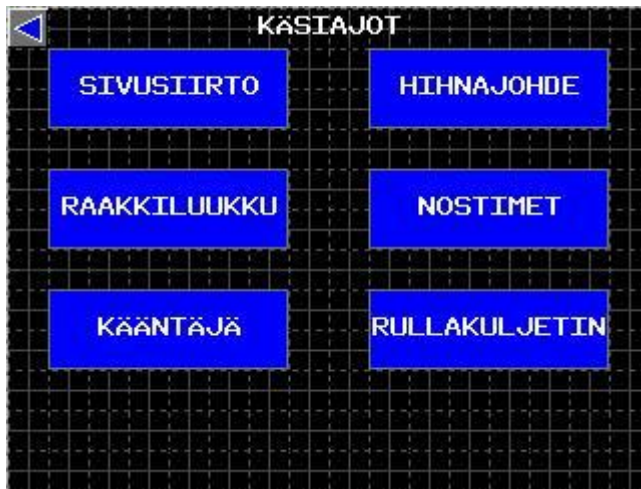 KÄSIAJOT
SIVUSIIRTO
HIHNAJOHDE
RAAKKILUUKKU
NOSTIMET
KÄÄNTÄJÄ
RULLAKULJETIN